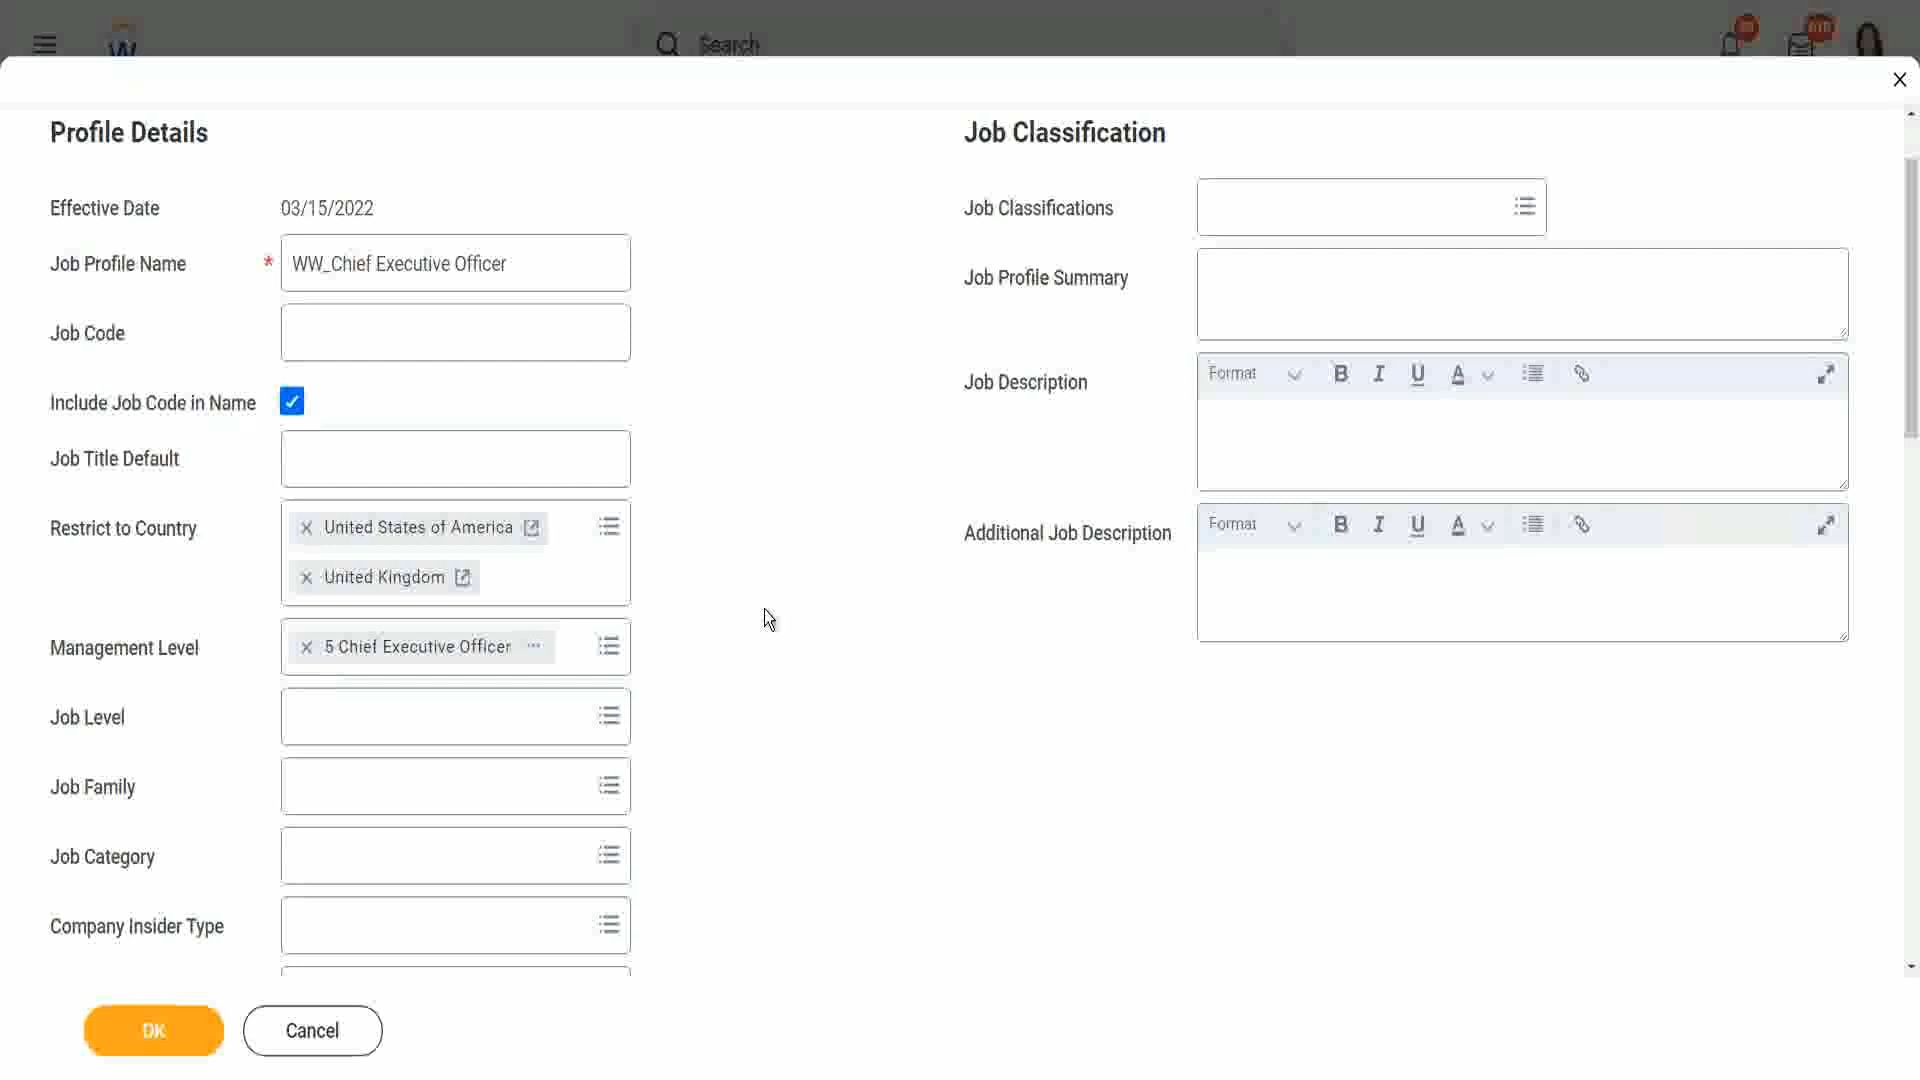 W
Search
Profile Details
Effective Date 03/15/2022
Job Profile Name * WW_Chief Executive Officer
Job Code
Include Job Code in Name
Job Title Default
Restrict to Country United States of America
United Kingdom
Management Level 5 Chief Executive Officer
Job Level
Job Family
Job Category
Company Insider Type
Job Classification
Job Classifications
Job Profile Summary
Job Description Format B I U A
Additional Job Description Format B I U A
OK Cancel